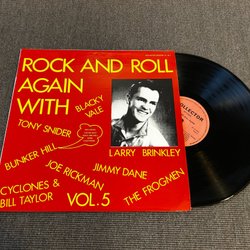 ROCK AND ROLL
AGAIN
WITH
BLACKY
VALE
TONY SNIDER
BUNKER HILL
LARRY BRINKLEY
JIMMY DANE
JOE RICKMAN
THE FROGMEN
CYCLONES &
BILL TAYLOR
VOL. 5
COLLECTOR